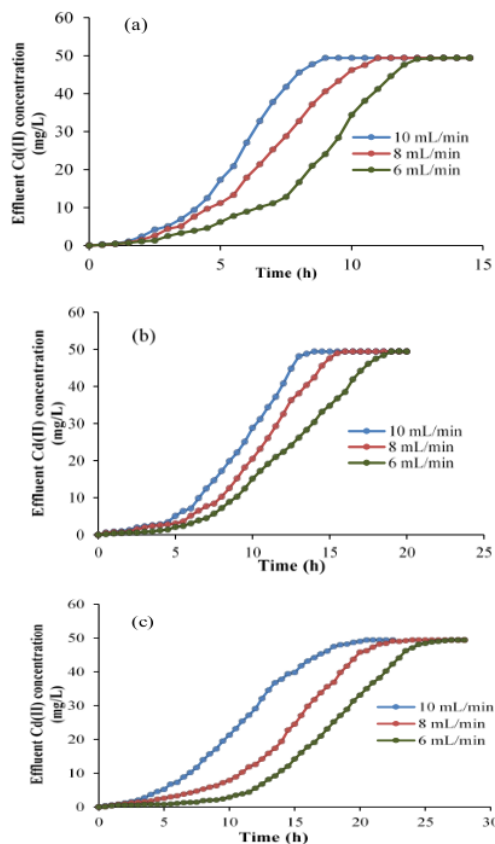 (a)
Effluent Cd(II) concentration
(mg/L)
60
50
40
30
20
10
0
0 5 10 15
Time (h)
10 mL/min
8 mL/min
6 mL/min
(b)
Effluent Cd(II) concentration
(mg/L)
60
50
40
30
20
10
0
0 5 10 15 20 25
Time (h)
10 mL/min
8 mL/min
6 mL/min
(c)
Effluent Cd(II) concentration
(mg/L)
60
50
40
30
20
10
0
0 5 10 15 20 25 30
Time (h)
10 mL/min
8 mL/min
6 mL/min